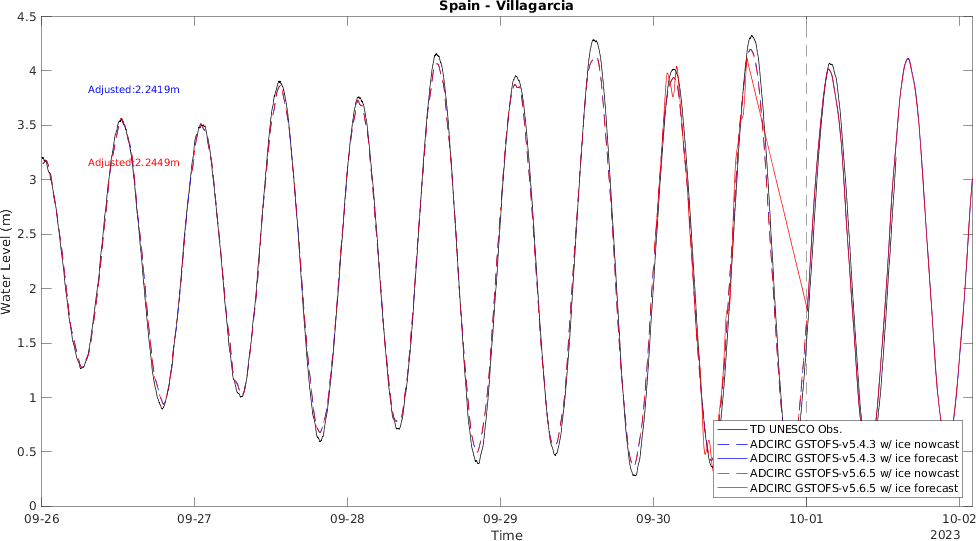 Spain - Villagarcia
4.5
4
3.5
3
2.5
2
1.5
1
0.5
0
Water Level (m)
Adjusted:2.2419m
Adjusted:2.2449m
TD UNESCO Obs.
ADCIRC GSTOFS-v5.4.3 w/ ice nowcast
ADCIRC GSTOFS-v5.4.3 w/ ice forecast
ADCIRC GSTOFS-v5.6.5 w/ ice nowcast
ADCIRC GSTOFS-v5.6.5 w/ ice forecast
09-26 09-27 09-28 09-29 09-30 10-01 10-02
Time
2023